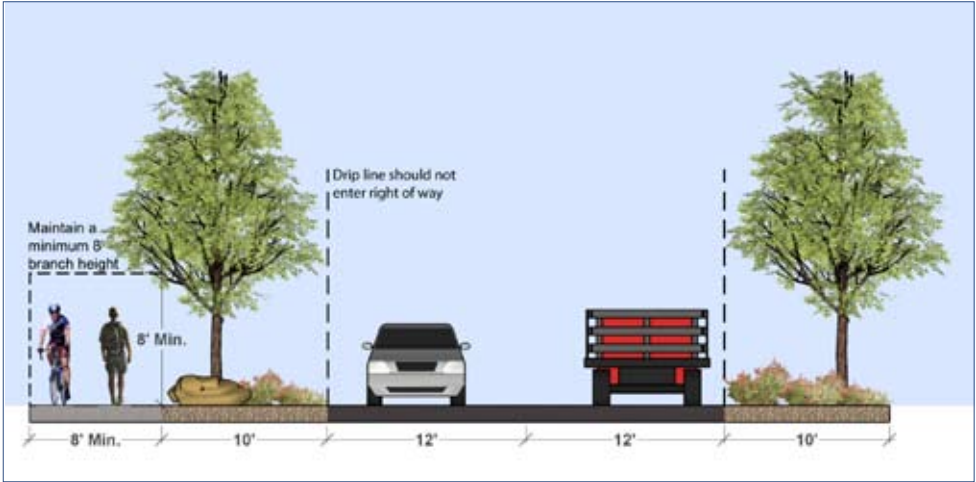 Drip line should not
enter right of way
Maintain a
minimum 8'
branch height
8' Min.
8' Min.
10'
12'
12'
10'